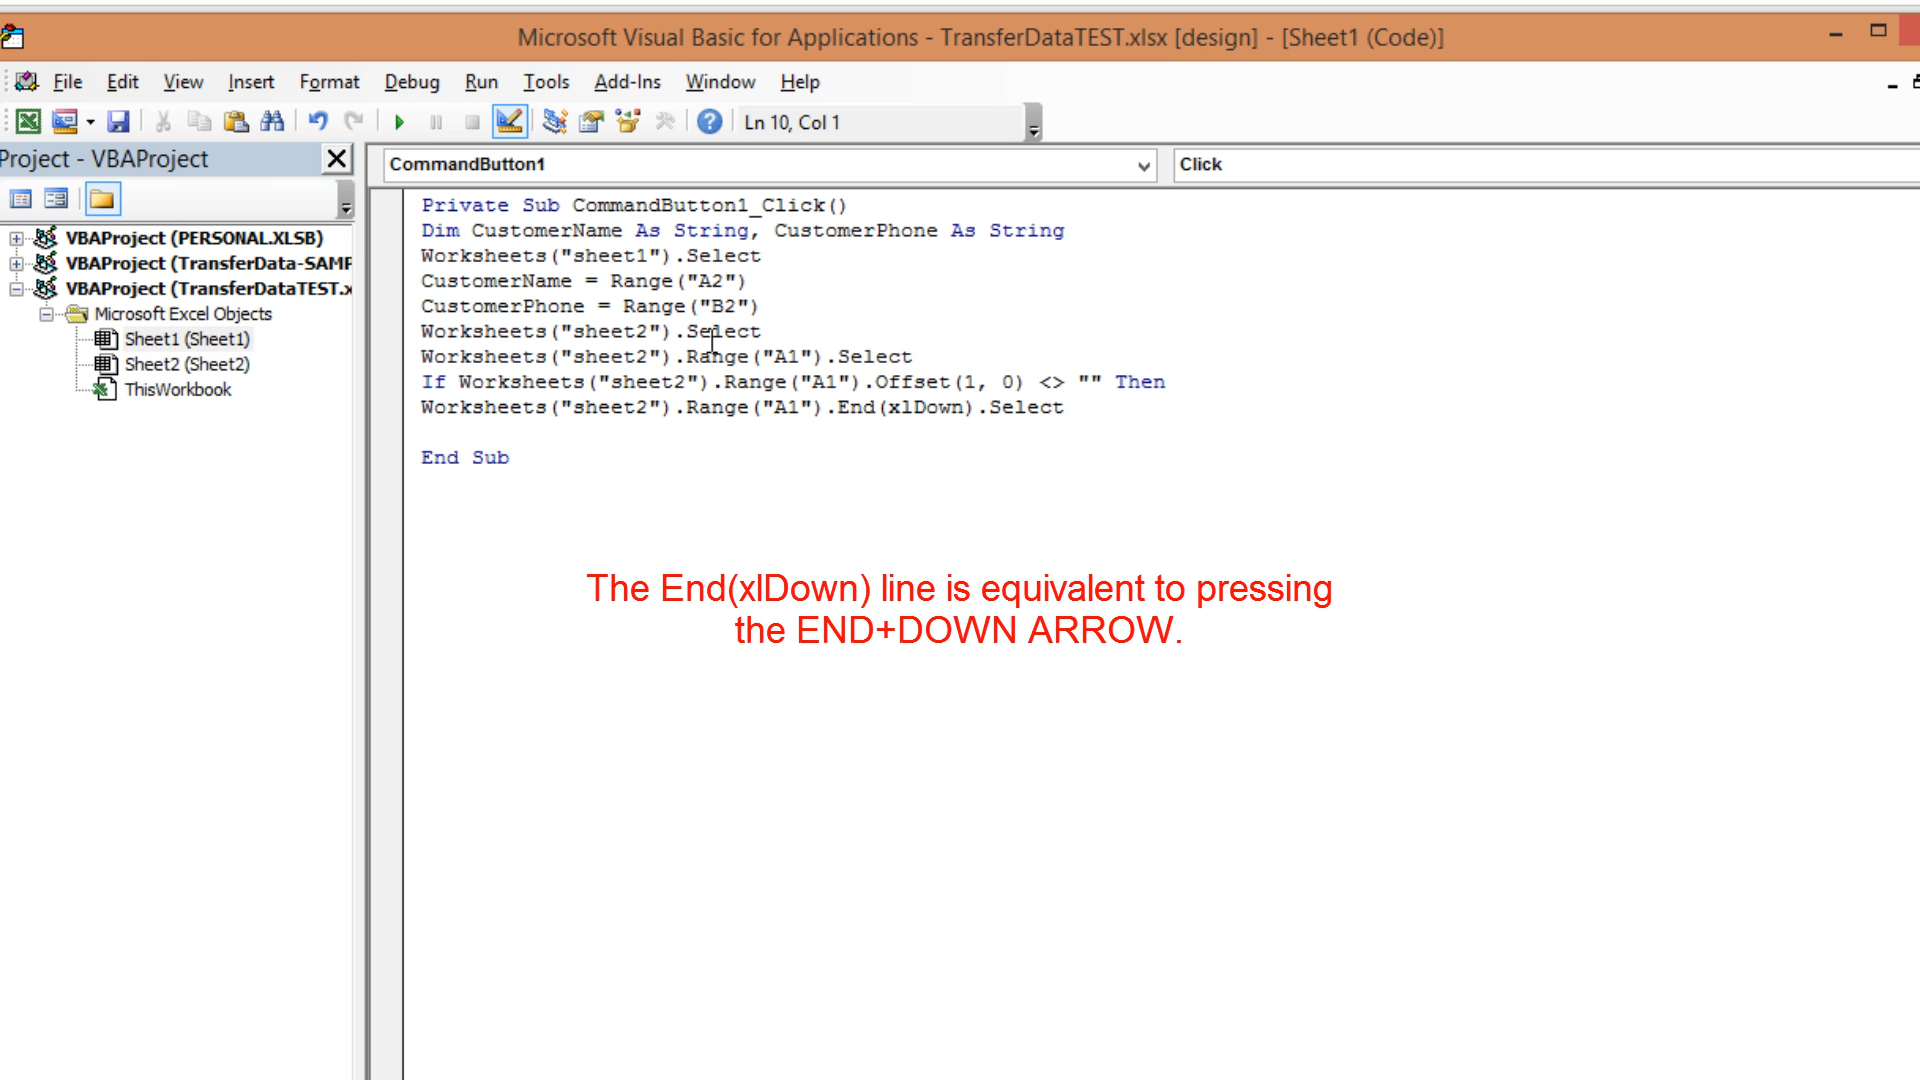 Microsoft Visual Basic for Applications - TransferDataTEST.xlsx [design] - [Sheet1 (Code)]
File Edit View Insert Format Debug Run Tools Add-Ins Window Help
Ln 10, Col 1
Project - VBAProject
CommandButton1
Click
VBAProject (PERSONAL.XLSB)
VBAProject (TransferData-SAMP
VBAProject (TransferDataTEST.x
Microsoft Excel Objects
Sheet1 (Sheet1)
Sheet2 (Sheet2)
ThisWorkbook
Private Sub CommandButton1_Click()
Dim CustomerName As String, CustomerPhone As String
Worksheets("sheet1").Select
CustomerName = Range("A2")
CustomerPhone = Range("B2")
Worksheets("sheet2").Select
Worksheets("sheet2").Range("A1").Select
If Worksheets("sheet2").Range("A1").Offset(1, 0) <> "" Then
Worksheets("sheet2").Range("A1").End(xlDown).Select
End Sub
The End(xlDown) line is equivalent to pressing
the END+DOWN ARROW.